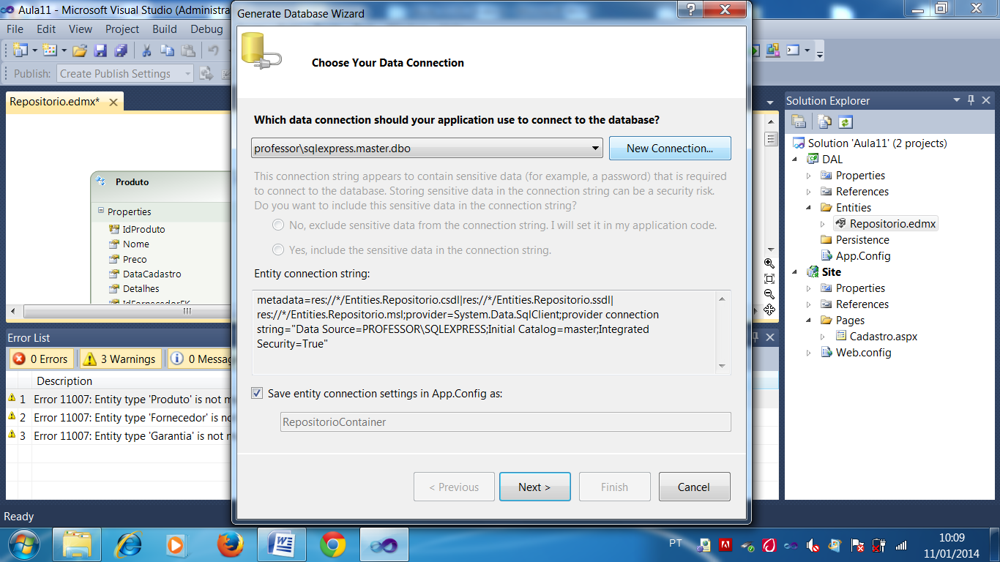 Aula11 - Microsoft Visual Studio (Administra
Generate Database Wizard
File Edit View Project Build Debug
Publish: Create Publish Settings
Choose Your Data Connection
Repositorio.edmx*
Solution Explorer
Which data connection should your application use to connect to the database?
professor\sqlexpress.master.dbo
New Connection...
This connection string appears to contain sensitive data (for example, a password) that is required
to connect to the database. Storing sensitive data in the connection string can be a security risk.
Do you want to include this sensitive data in the connection string?
No, exclude sensitive data from the connection string. I will set it in my application code.
Yes, include the sensitive data in the connection string.
Entity connection string:
metadata=res://*/Entities.Repositorio.csdl|res://*/Entities.Repositorio.ssdl|
res://*/Entities.Repositorio.msl;provider=System.Data.SqlClient;provider connection
string="Data Source=PROFESSOR\SQLEXPRESS;Initial Catalog=master;Integrated
Security=True"
Save entity connection settings in App.Config as:
RepositorioContainer
< Previous
Next >
Finish
Cancel
Produto
Properties
IdProduto
Nome
Preco
DataCadastro
Detalhes
IdFornecedorFK
Solution 'Aula11' (2 projects)
DAL
Properties
References
Entities
Repositorio.edmx
Persistence
App.Config
Site
Properties
References
Pages
Cadastro.aspx
Web.config
Error List
0 Errors
3 Warnings
0 Messag
Description
1 Error 11007: Entity type 'Produto' is not m
2 Error 11007: Entity type 'Fornecedor' is no
3 Error 11007: Entity type 'Garantia' is not m
Ready
PT
10:09
11/01/2014